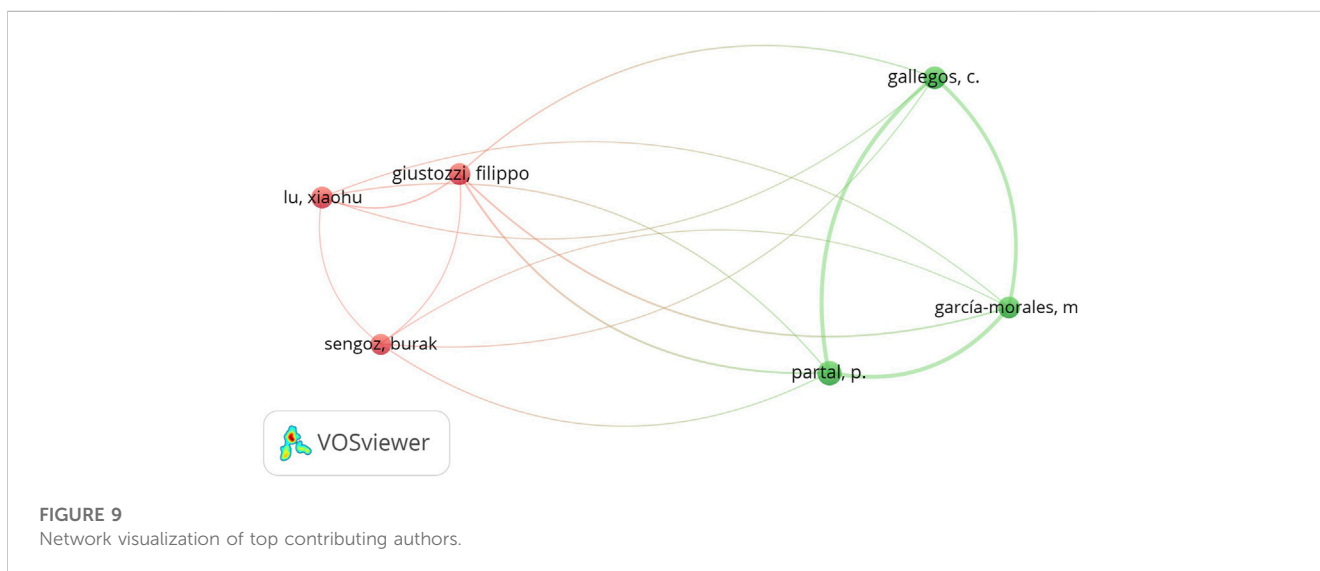 gallegos, c.
giustozzi, filippo
lu, xiaohu
garcía-morales, m
sengoz, burak
partal, p.
VOSviewer
FIGURE 9
Network visualization of top contributing authors.